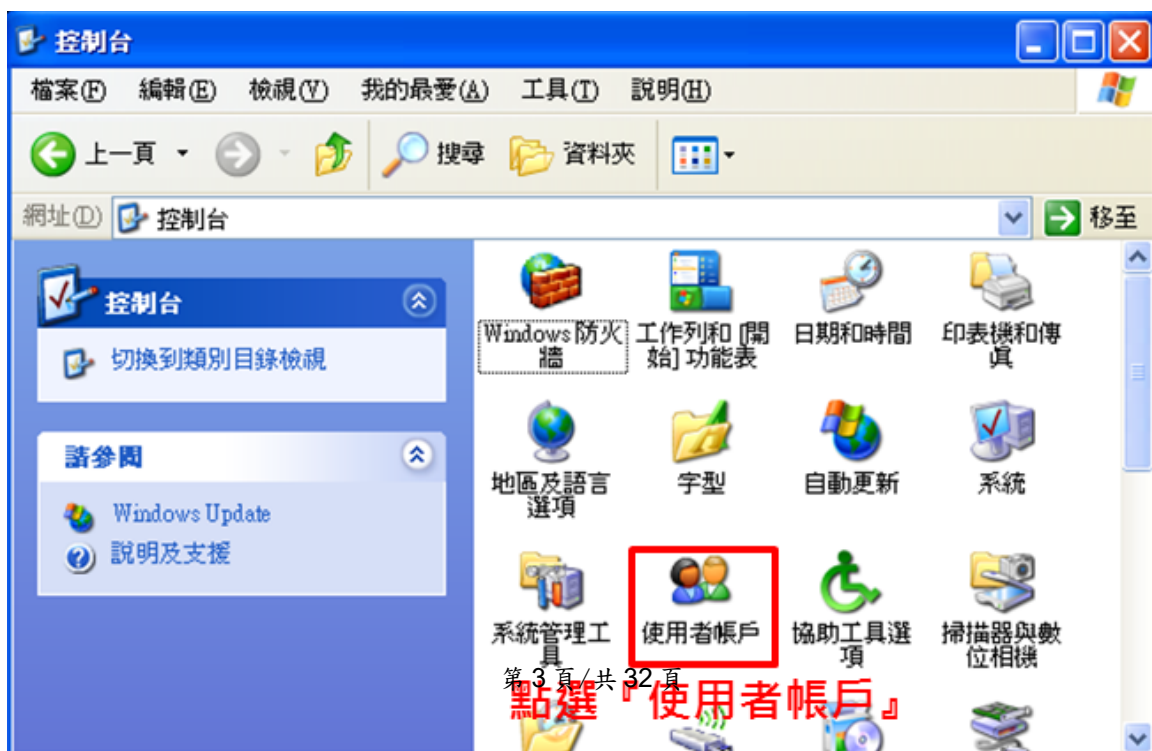 控制台
檔案(F) 編輯(E) 檢視(V) 我的最愛(A) 工具(T) 說明(H)
上一頁 搜尋 資料夾
網址(D) 控制台 移至
控制台
切換到類別目錄檢視
請參閱
Windows Update
說明及支援
Windows 防火
牆
工作列和 [開
始] 功能表
日期和時間
印表機和傳
真
地區及語言
選項
字型
自動更新
系統
系統管理工
具
使用者帳戶
協助工具選
項
掃描器與數
位相機
第 3 頁/共 32 頁
點選『使用者帳戶』